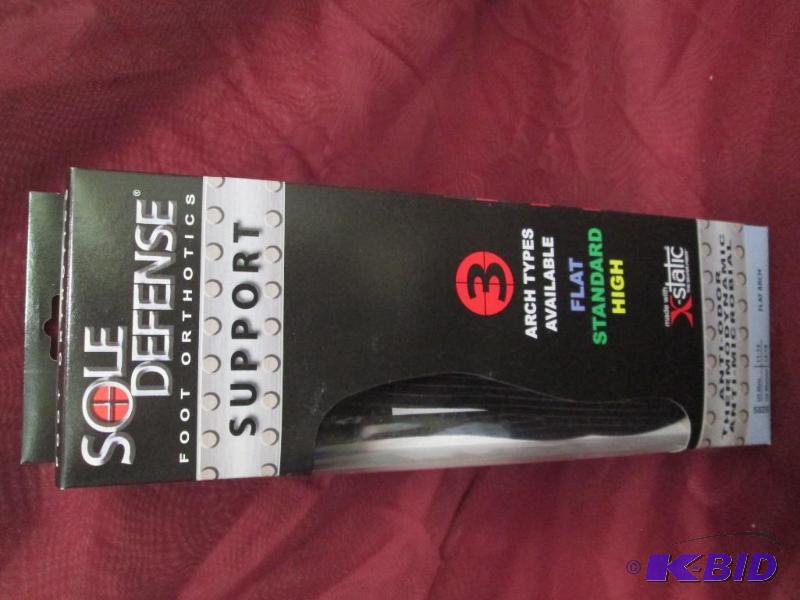 SOLE
DEFENSE®
FOOT ORTHOTICS
SUPPORT
3
ARCH TYPES
AVAILABLE
FLAT
STANDARD
HIGH
made with
X-static
ANTI-ODOR
THERMODYNAMIC
ANTI-MICROBIAL
FLAT ARCH
© K-BID